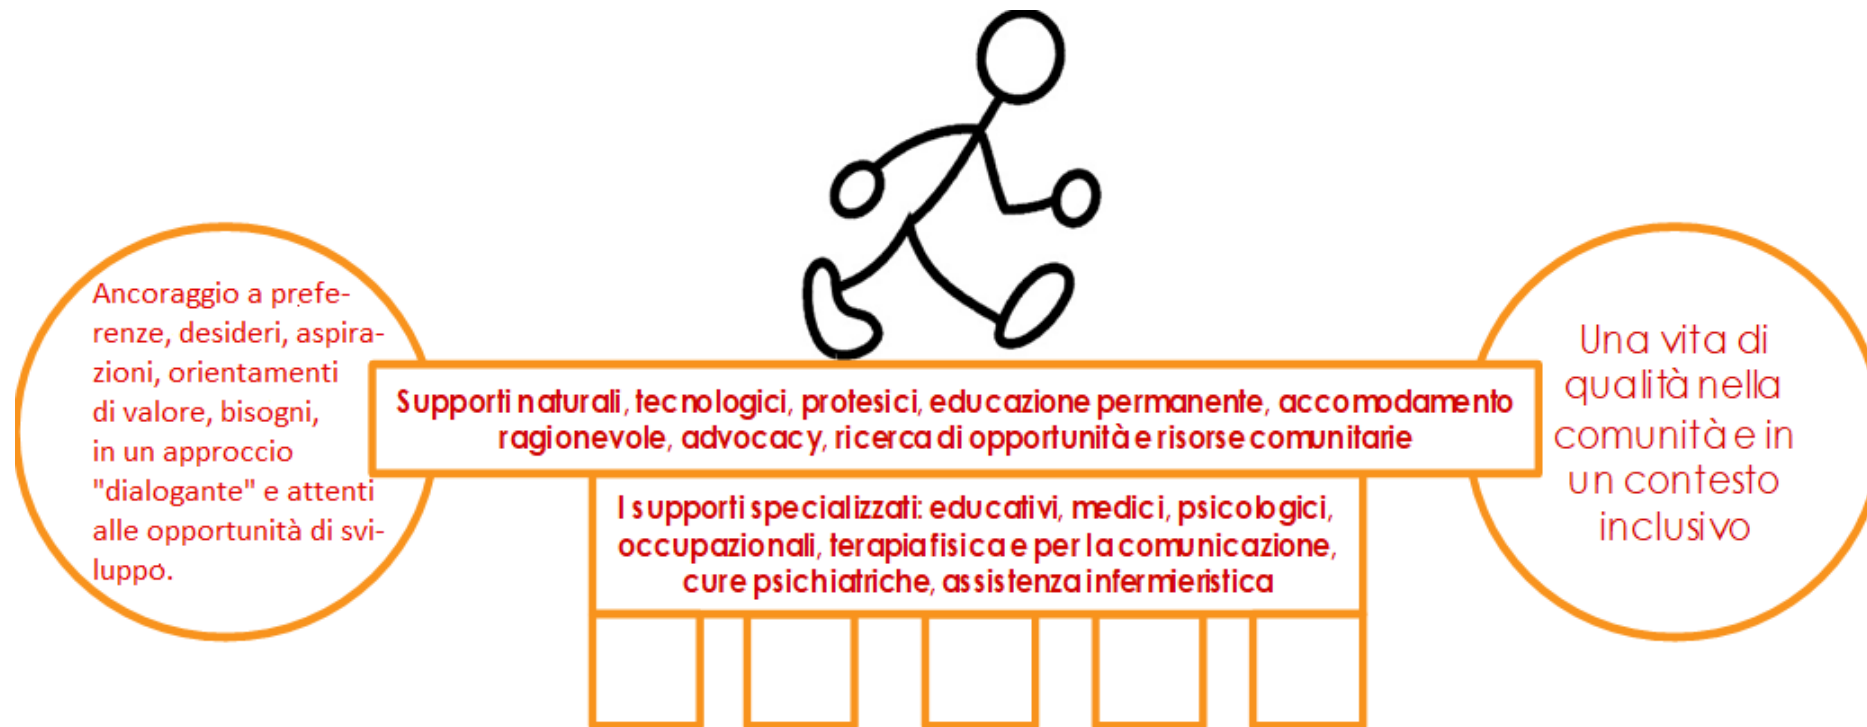 Ancoraggio a prefe-
renze, desideri, aspira-
zioni, orientamenti
di valore, bisogni,
in un approccio
"dialogante" e attenti
alle opportunità di svi-
luppo.
Supporti naturali, tecnologici, protesici, educazione permanente, accomodamento
ragionevole, advocacy, ricerca di opportunità e risorse comunitarie
I supporti specializzati: educativi, medici, psicologici,
occupazionali, terapia fisica e per la comunicazione,
cure psichiatriche, assistenza infermieristica
Una vita di
qualità nella
comunità e in
un contesto
inclusivo